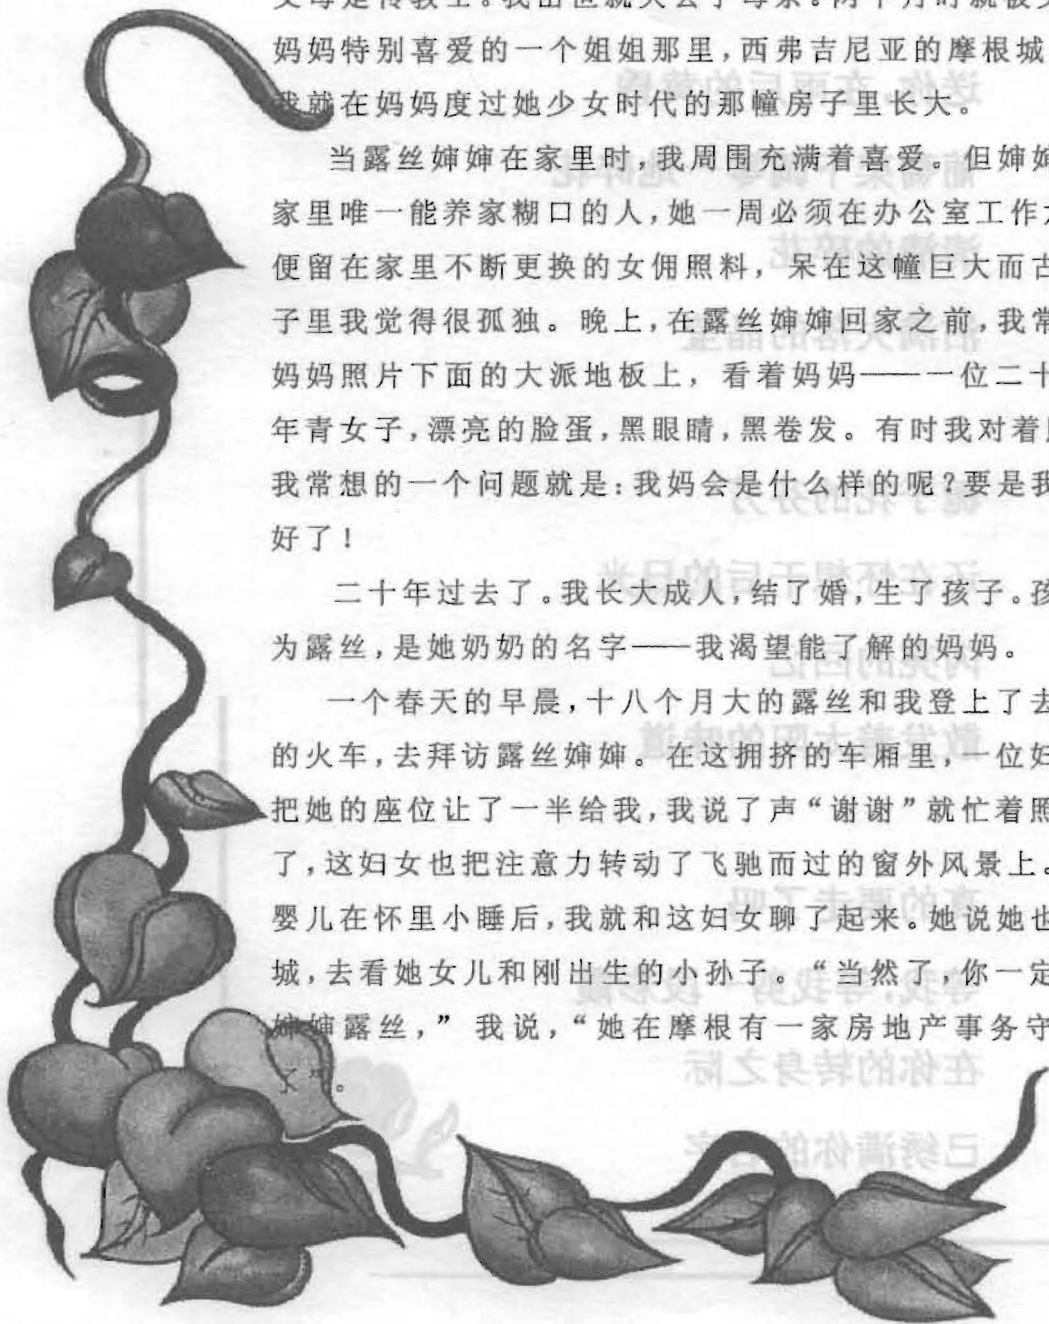 父母是传教士。我出世就失去了母亲。两个月时就被
妈妈特别喜爱的一个姐姐那里,西弗吉尼亚的摩根城
我就在妈妈度过她少女时代的那幢房子里长大。
当露丝婶婶在家里时,我周围充满着喜爱。但婶
家里唯一能养家糊口的人,她一周必须在办公室工作
便留在家里不断更换的女佣照料,呆在这幢巨大而古
子里我觉得很孤独。晚上,在露丝婶婶回家之前,我常
妈妈照片下面的大派地板上,看着妈妈——一位二十
年青女子,漂亮的脸蛋,黑眼睛,黑卷发。有时我对着
我常想的一个问题就是:我妈会是什么样的呢?要是我
好了!
二十年过去了。我长大成人,结了婚,生了孩子。孩
为露丝,是她奶奶的名字——我渴望能了解的妈妈。
一个春天的早晨,十八个月大的露丝和我登上了去
的火车,去拜访露丝婶婶。在这拥挤的车厢里,一位妇
把她的座位让了一半给我,我说了声“谢谢”就忙着照
了,这妇女也把注意力转动了飞驰而过的窗外风景上。
婴儿在怀里小睡后,我就和这妇女聊了起来。她说她也
城,去看她女儿和刚出生的小孙子。“当然了,你一定
婶婶露丝,”我说,“她在摩根有一家房地产事务守
了”。